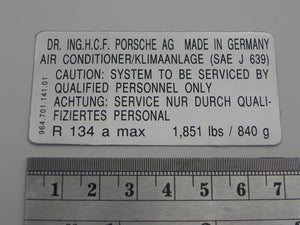 DR. ING.H.C.F. PORSCHE AG MADE IN GERMANY
AIR CONDITIONER/KLIMAANLAGE (SAE J 639)
CAUTION: SYSTEM TO BE SERVICED BY
QUALIFIED PERSONNEL ONLY
ACHTUNG: SERVICE NUR DURCH QUALI-
FIZIERTES PERSONAL
R 134 a max 1,851 lbs / 840 g
964.701.141.01
1 2 3 4 5 6 7 8 9